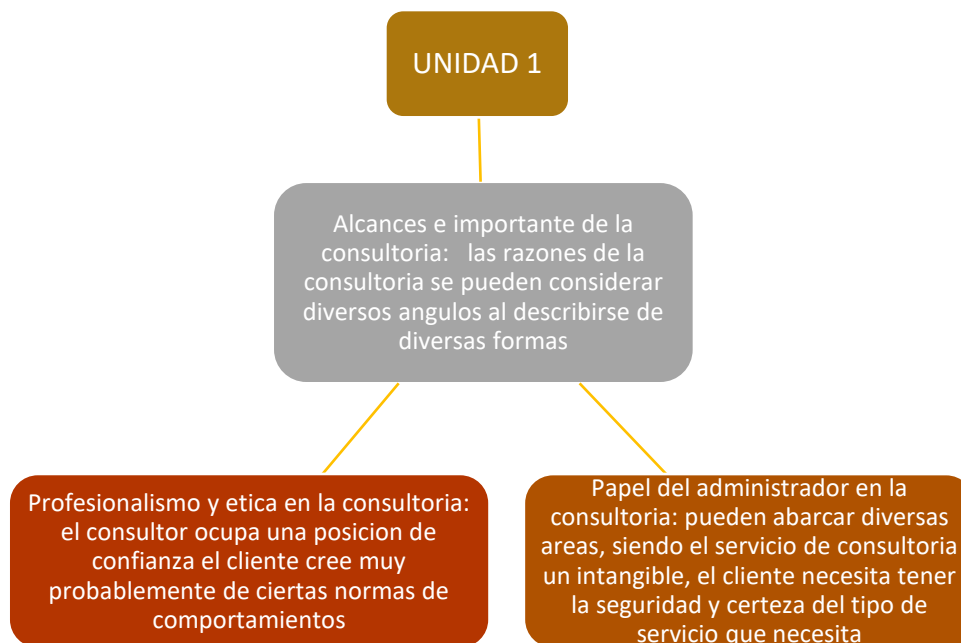 UNIDAD 1
Alcances e importante de la
consultoria:   las razones de la
consultoria se pueden considerar
diversos angulos al describirse de
diversas formas
Profesionalismo y etica en la consultoria:
el consultor ocupa una posicion de
confianza el cliente cree muy
probablemente de ciertas normas de
comportamientos
Papel del administrador en la
consultoria: pueden abarcar diversas
areas, siendo el servicio de consultoria
un intangible, el cliente necesita tener
la seguridad y certeza del tipo de
servicio que necesita